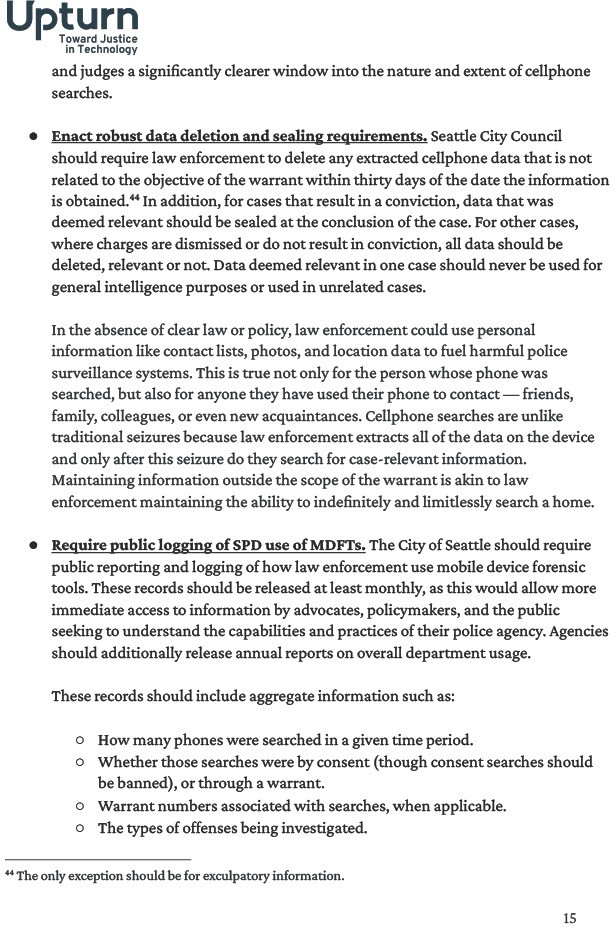 Upturn
Toward Justice
in Technology
and judges a significantly clearer window into the nature and extent of cellphone
searches.
● Enact robust data deletion and sealing requirements. Seattle City Council
should require law enforcement to delete any extracted cellphone data that is not
related to the objective of the warrant within thirty days of the date the information
is obtained.⁴⁴ In addition, for cases that result in a conviction, data that was
deemed relevant should be sealed at the conclusion of the case. For other cases,
where charges are dismissed or do not result in conviction, all data should be
deleted, relevant or not. Data deemed relevant in one case should never be used for
general intelligence purposes or used in unrelated cases.
In the absence of clear law or policy, law enforcement could use personal
information like contact lists, photos, and location data to fuel harmful police
surveillance systems. This is true not only for the person whose phone was
searched, but also for anyone they have used their phone to contact — friends,
family, colleagues, or even new acquaintances. Cellphone searches are unlike
traditional seizures because law enforcement extracts all of the data on the device
and only after this seizure do they search for case-relevant information.
Maintaining information outside the scope of the warrant is akin to law
enforcement maintaining the ability to indefinitely and limitlessly search a home.
● Require public logging of SPD use of MDFTs. The City of Seattle should require
public reporting and logging of how law enforcement use mobile device forensic
tools. These records should be released at least monthly, as this would allow more
immediate access to information by advocates, policymakers, and the public
seeking to understand the capabilities and practices of their police agency. Agencies
should additionally release annual reports on overall department usage.
These records should include aggregate information such as:
○ How many phones were searched in a given time period.
○ Whether those searches were by consent (though consent searches should
be banned), or through a warrant.
○ Warrant numbers associated with searches, when applicable.
○ The types of offenses being investigated.
⁴⁴ The only exception should be for exculpatory information.
15